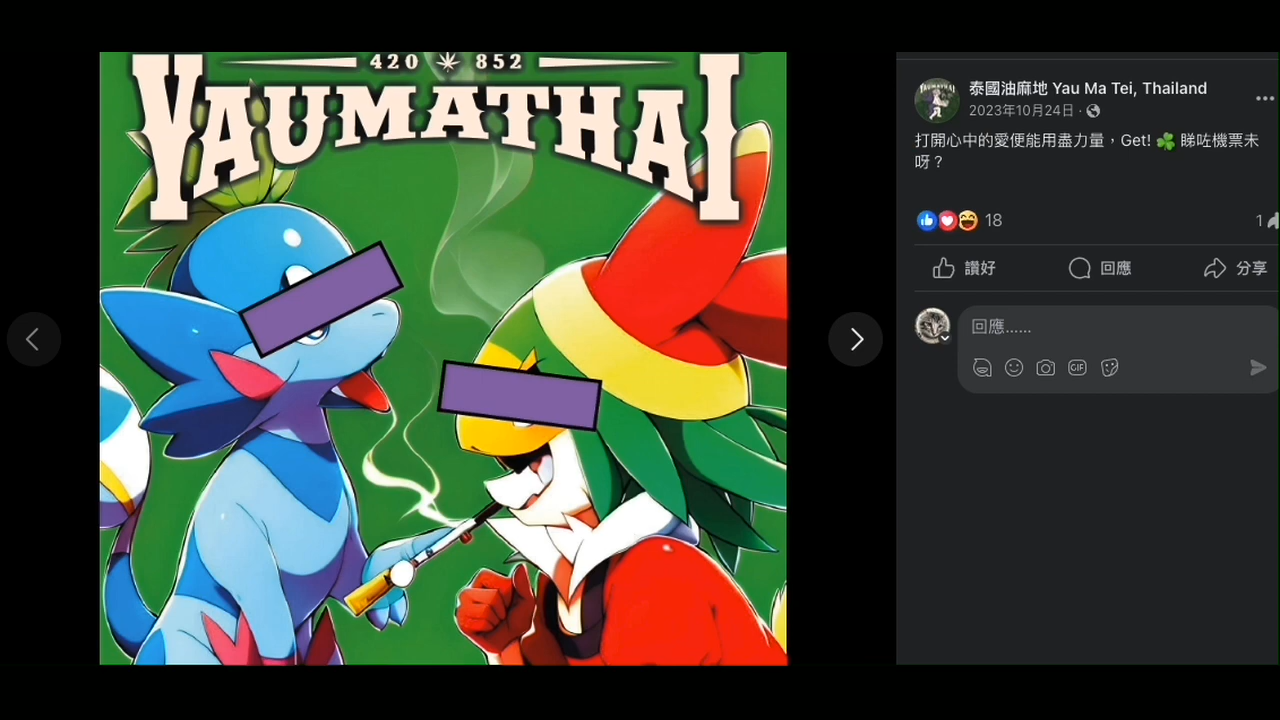 420 852
YAUMATHAI
泰國油麻地 Yau Ma Tei, Thailand
2023年10月24日
打開心中的愛便能用盡力量，Get! ☘️ 睇咗機票未
呀？
18
1
讚好
回應
分享
回應......
GIF